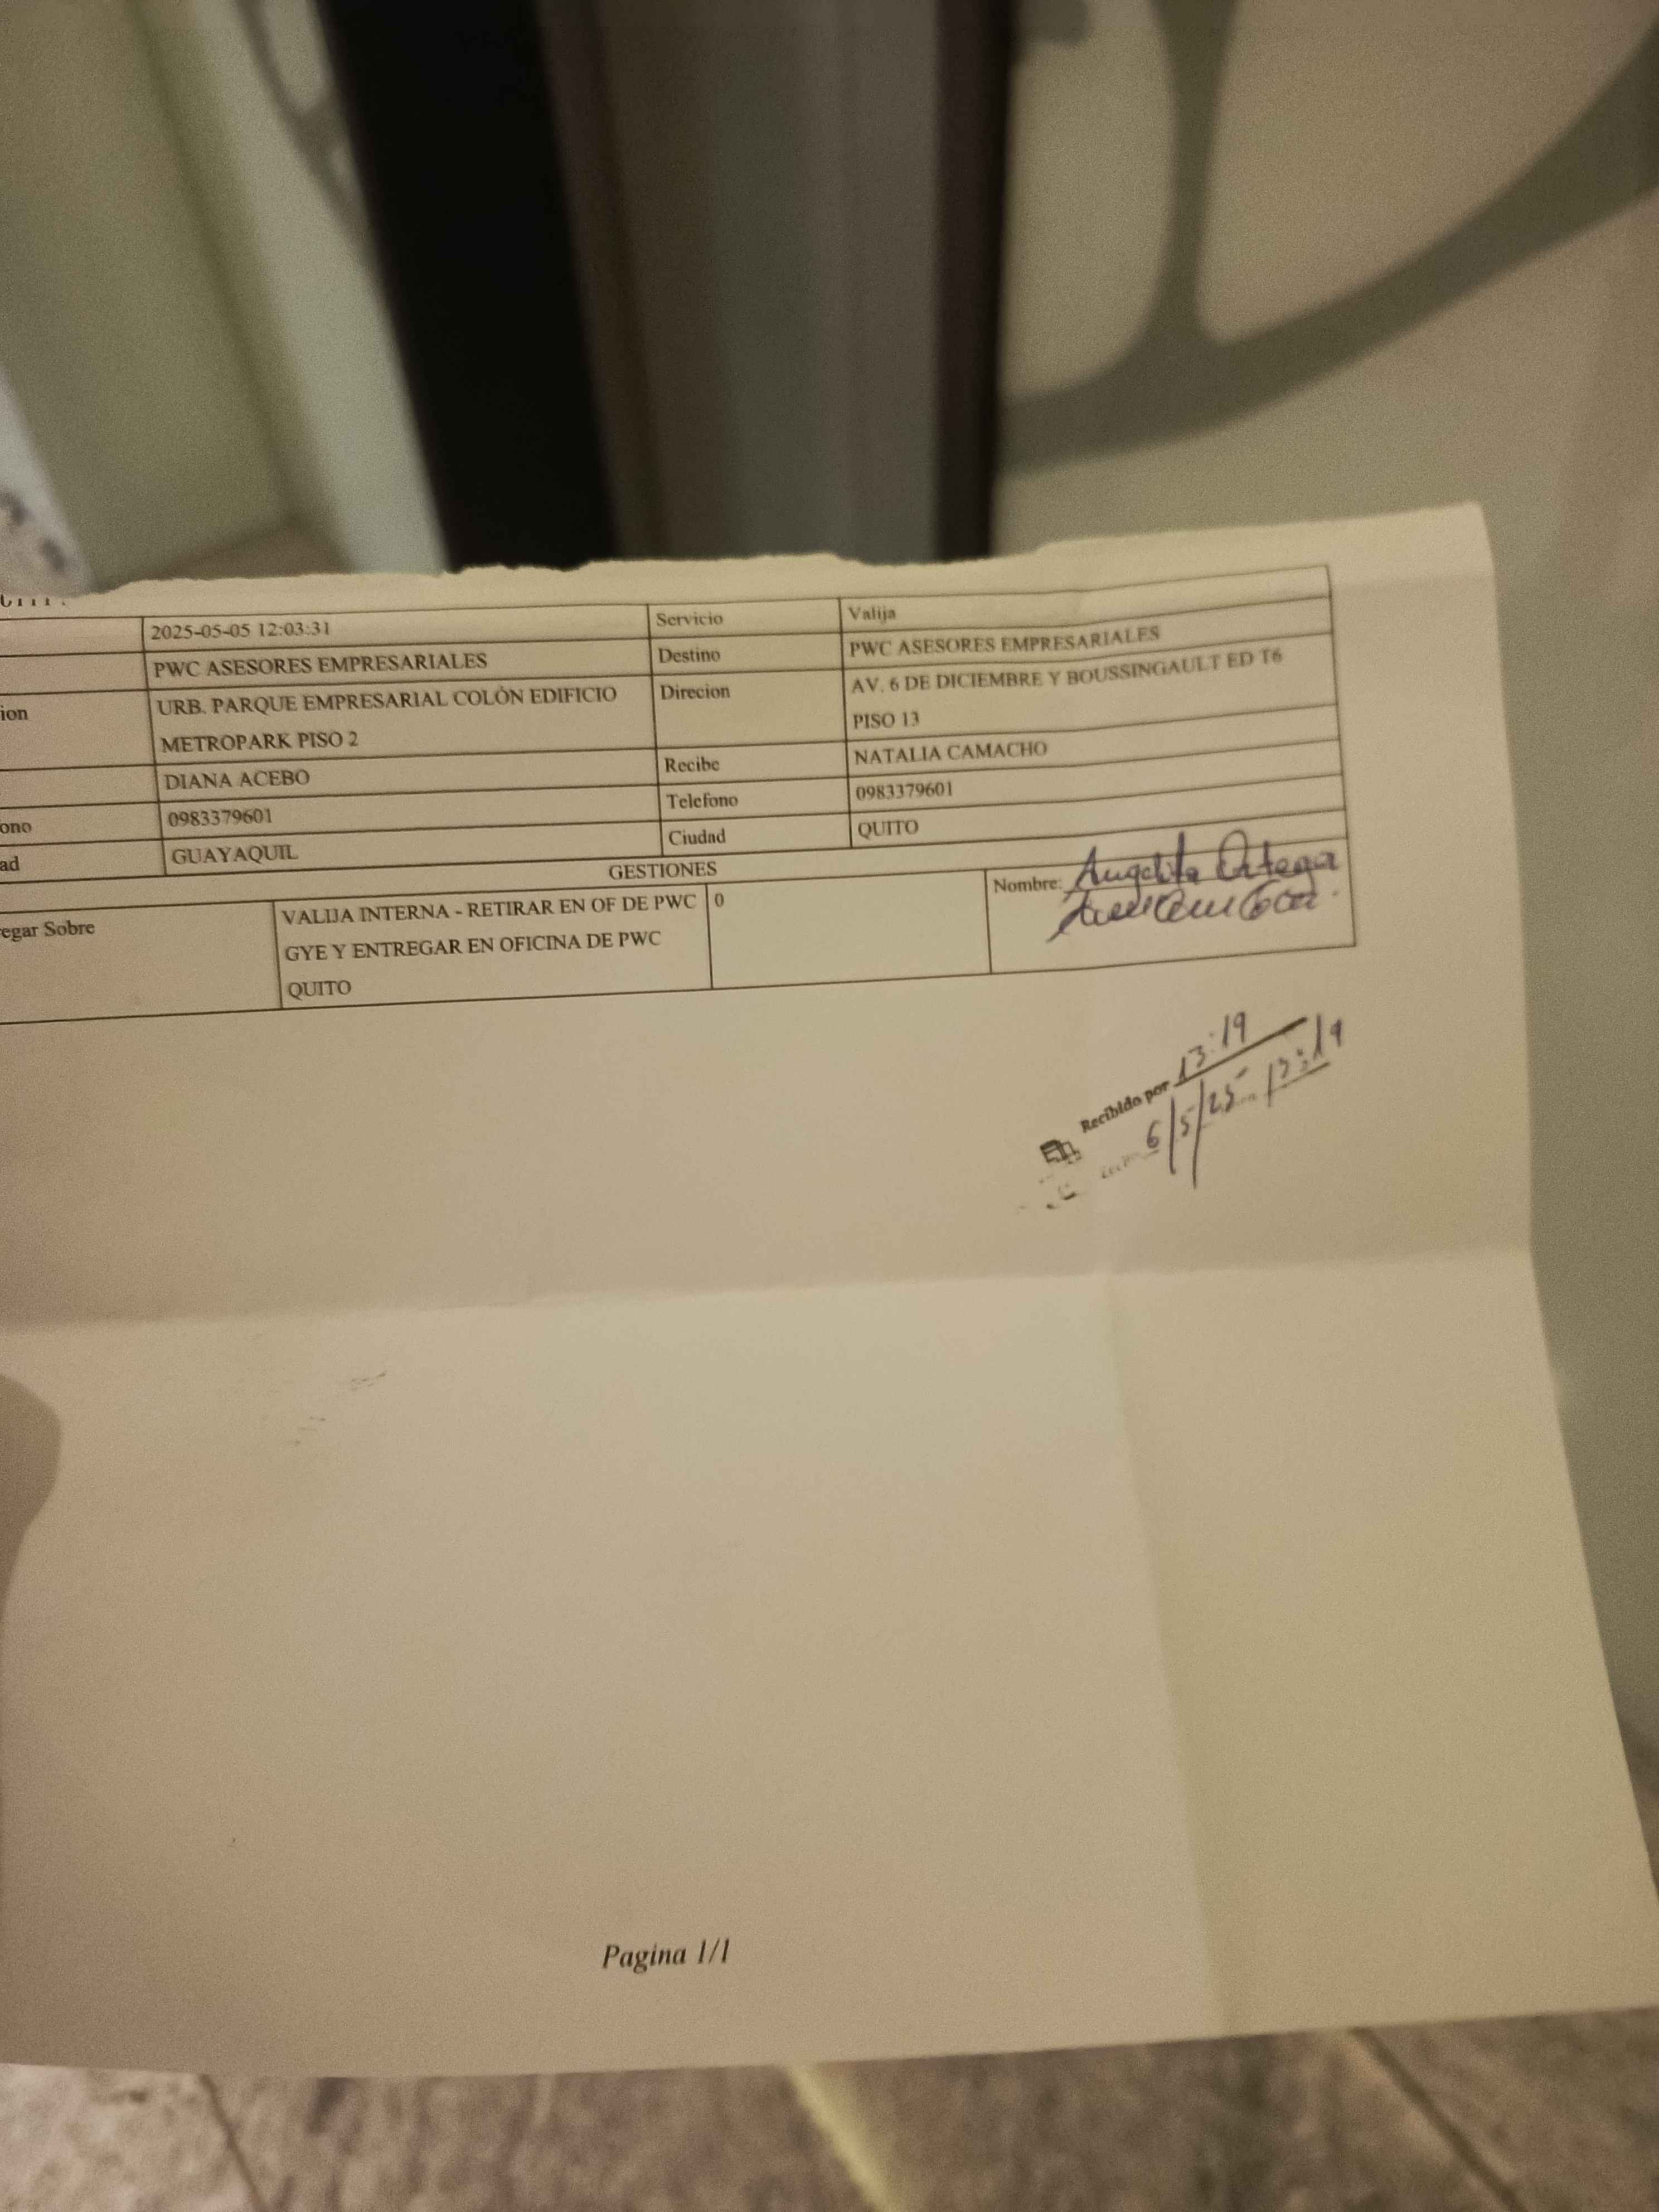 2025-05-05 12:03:31 Servicio Valija
PWC ASESORES EMPRESARIALES Destino PWC ASESORES EMPRESARIALES
ion URB. PARQUE EMPRESARIAL COLÓN EDIFICIO METROPARK PISO 2 Direcion AV. 6 DE DICIEMBRE Y BOUSSINGAULT ED T6 PISO 13
DIANA ACEBO Recibe NATALIA CAMACHO
ono 0983379601 Telefono 0983379601
ad GUAYAQUIL Ciudad QUITO
GESTIONES
egar Sobre VALIJA INTERNA - RETIRAR EN OF DE PWC 0 Nombre: Angelita Ortega
GYE Y ENTREGAR EN OFICINA DE PWC
QUITO
Recibido por 13:19
6/5/25 13:19
Pagina 1/1